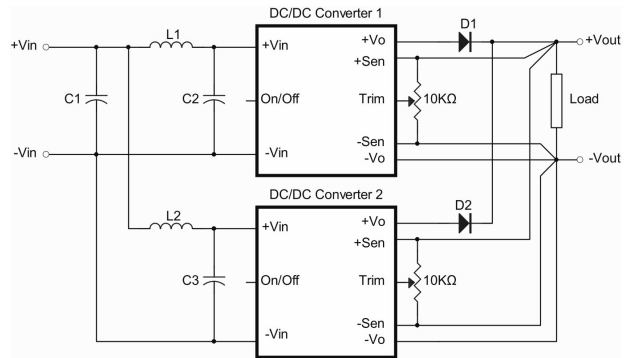 DC/DC Converter 1
+Vin
L1
+Vin
+Vo
D1
+Vout
+Sen
C1
C2
On/Off
Trim
10KΩ
Load
-Sen
-Vin
-Vin
-Vo
-Vout
DC/DC Converter 2
L2
+Vin
+Vo
D2
+Sen
C3
On/Off
Trim
10KΩ
-Sen
-Vin
-Vo